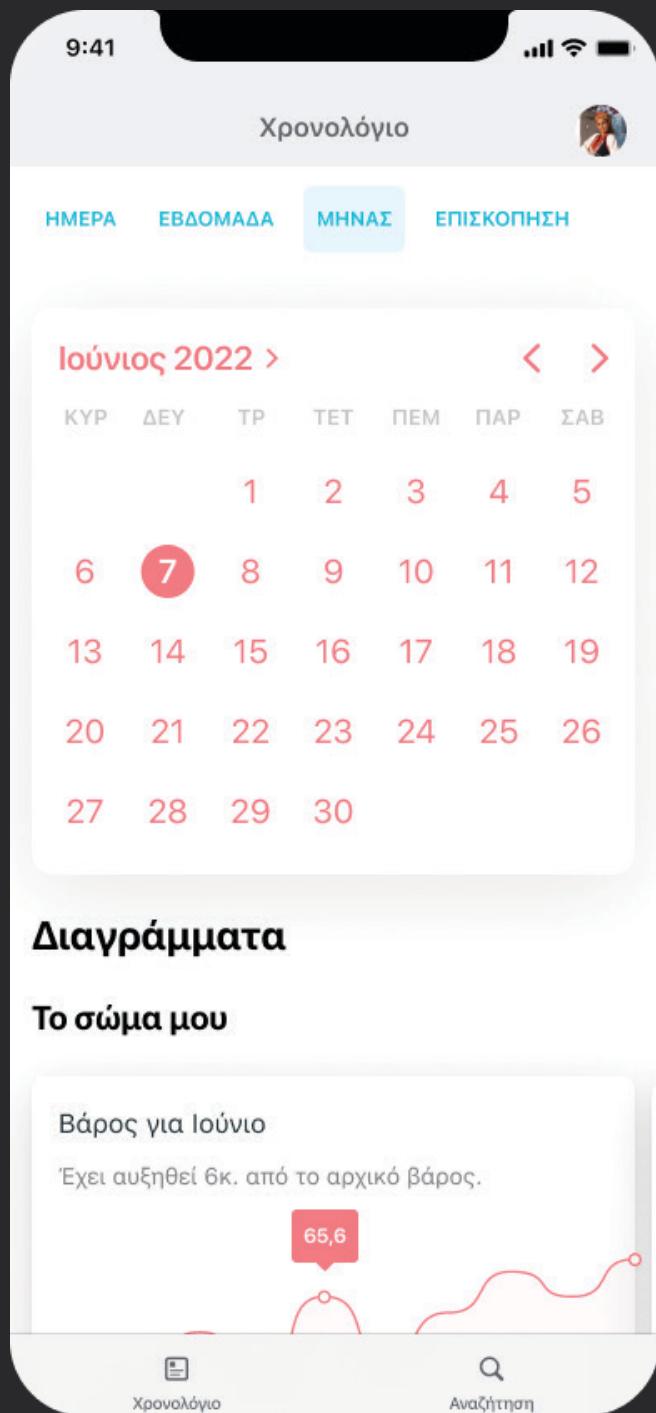 9:41
Χρονολόγιο
ΗΜΕΡΑ ΕΒΔΟΜΑΔΑ ΜΗΝΑΣ ΕΠΙΣΚΟΠΗΣΗ
Ιούνιος 2022 >
ΚΥΡ ΔΕΥ ΤΡ ΤΕΤ ΠΕΜ ΠΑΡ ΣΑΒ
1 2 3 4 5
6 7 8 9 10 11 12
13 14 15 16 17 18 19
20 21 22 23 24 25 26
27 28 29 30
Διαγράμματα
Το σώμα μου
Βάρος για Ιούνιο
Έχει αυξηθεί 6κ. από το αρχικό βάρος.
65,6
Χρονολόγιο Αναζήτηση